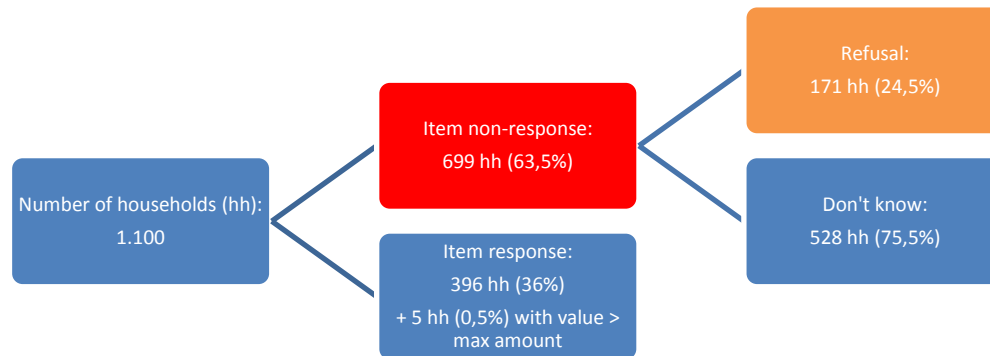 Number of households (hh):
1.100
Item non-response:
699 hh (63,5%)
Item response:
396 hh (36%)
+ 5 hh (0,5%) with value >
max amount
Refusal:
171 hh (24,5%)
Don't know:
528 hh (75,5%)